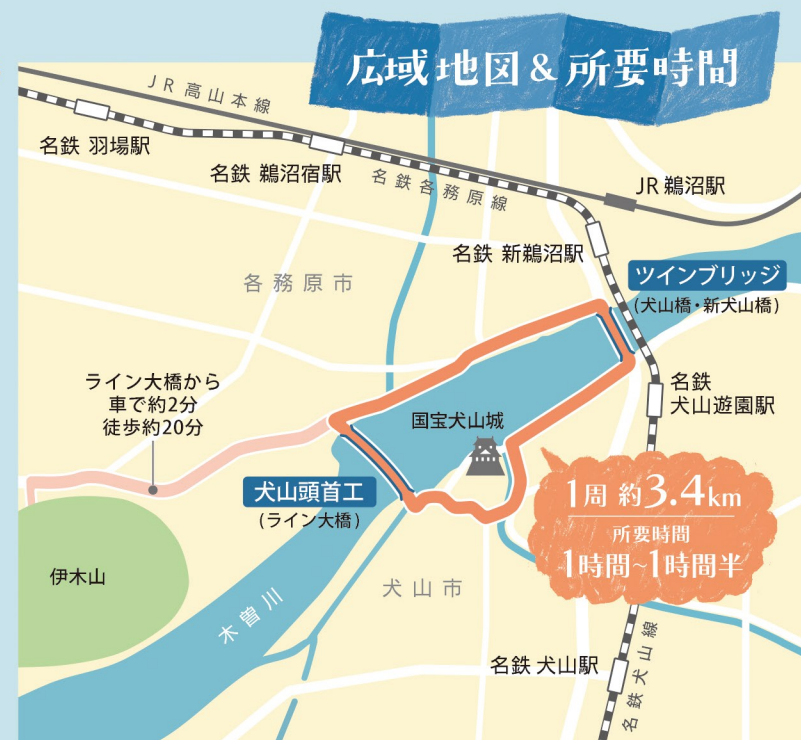 広域地図&所要時間
JR高山本線
名鉄 羽場駅
名鉄 鵜沼宿駅
名鉄各務原線
JR 鵜沼駅
名鉄 新鵜沼駅
ツインブリッジ
(犬山橋・新犬山橋)
各務原市
ライン大橋から
車で約2分
徒歩約20分
名鉄
犬山遊園駅
国宝犬山城
犬山頭首工
(ライン大橋)
1周 約3.4km
所要時間
1時間~1時間半
伊木山
木曽川
犬山市
名鉄 犬山駅
名鉄犬山線